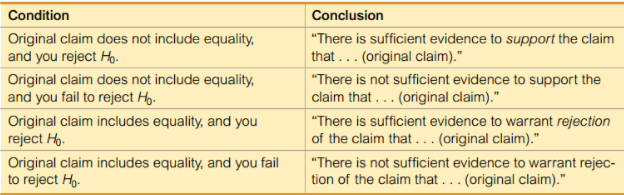 Condition
Conclusion
Original claim does not include equality,
and you reject H₀.
“There is sufficient evidence to support the claim
that . . . (original claim).”
Original claim does not include equality,
and you fail to reject H₀.
“There is not sufficient evidence to support the
claim that . . . (original claim).”
Original claim includes equality, and you
reject H₀.
“There is sufficient evidence to warrant rejection
of the claim that . . . (original claim).”
Original claim includes equality, and you fail
to reject H₀.
“There is not sufficient evidence to warrant rejec-
tion of the claim that . . . (original claim).”